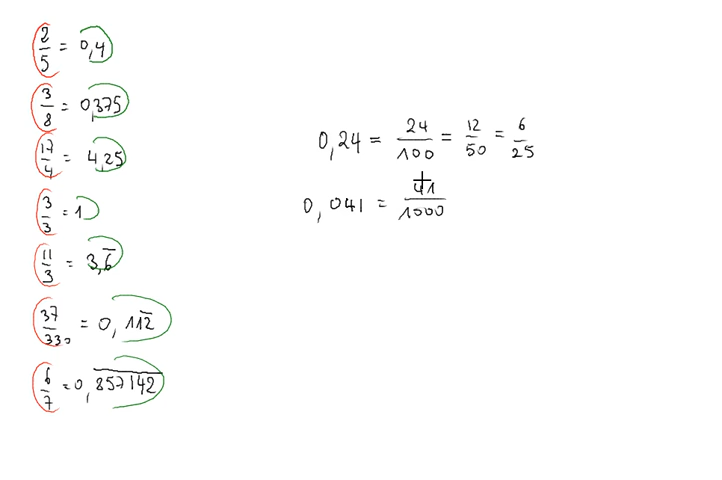 2/5 = 0,4
3/8 = 0,375
17/4 = 4,25
3/3 = 1
11/3 = 3,6̅
37/330 = 0,11̅2̅
6/7 = 0,8̅5̅7̅1̅4̅2̅
0,24 = 24/100 = 12/50 = 6/25
0,041 = 41/1000